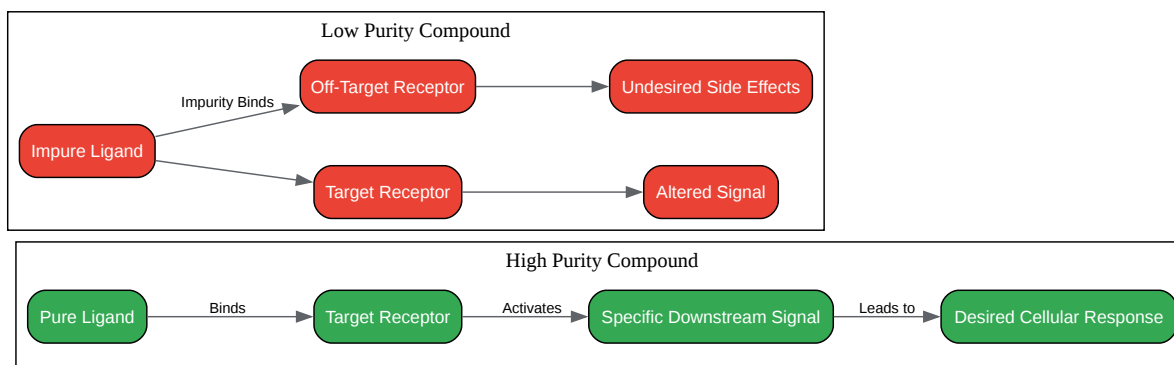 Low Purity Compound
Off-Target Receptor
Undesired Side Effects
Impurity Binds
Impure Ligand
Target Receptor
Altered Signal
High Purity Compound
Pure Ligand
Binds
Target Receptor
Activates
Specific Downstream Signal
Leads to
Desired Cellular Response